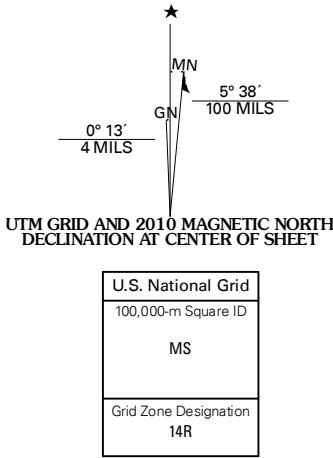 MN
GN
5° 38´
100 MILS
0° 13´
4 MILS
UTM GRID AND 2010 MAGNETIC NORTH
DECLINATION AT CENTER OF SHEET
U.S. National Grid
100,000-m Square ID
MS
Grid Zone Designation
14R